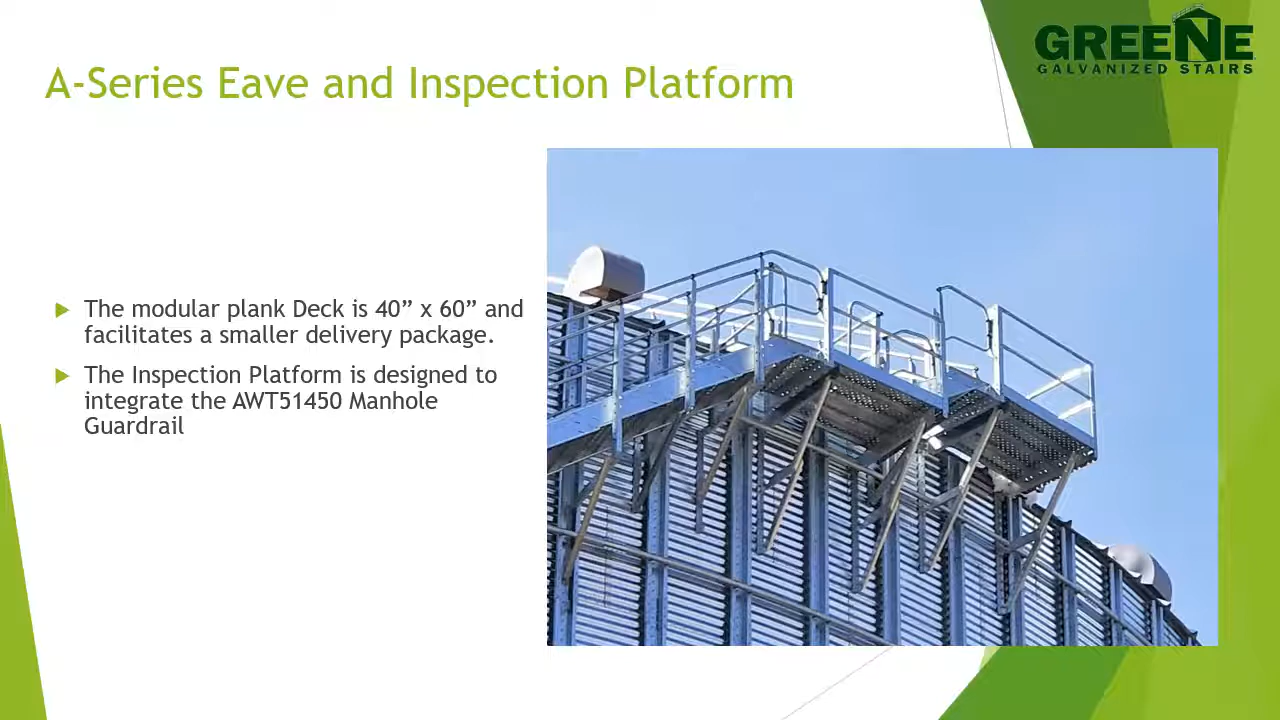 GREENE
GALVANIZED STAIRS
A-Series Eave and Inspection Platform
The modular plank Deck is 40” x 60” and
facilitates a smaller delivery package.
The Inspection Platform is designed to
integrate the AWT51450 Manhole
Guardrail